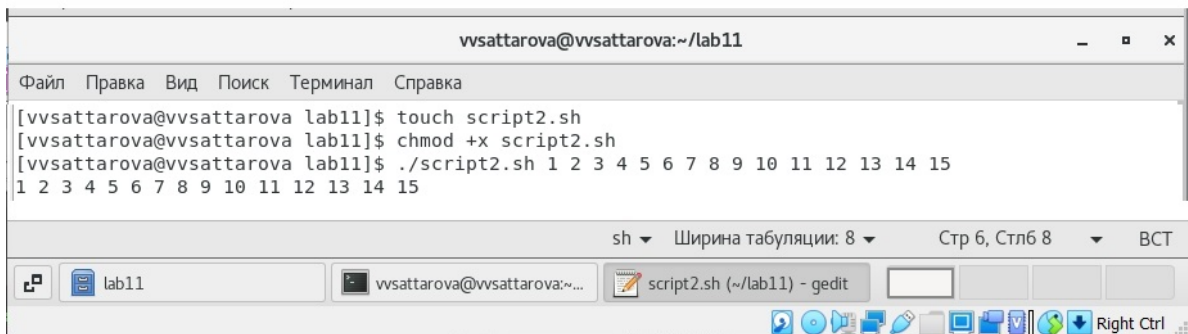 vvsattarova@vvsattarova:~/lab11
Файл Правка Вид Поиск Терминал Справка
[vvsattarova@vvsattarova lab11]$ touch script2.sh
[vvsattarova@vvsattarova lab11]$ chmod +x script2.sh
[vvsattarova@vvsattarova lab11]$ ./script2.sh 1 2 3 4 5 6 7 8 9 10 11 12 13 14 15
1 2 3 4 5 6 7 8 9 10 11 12 13 14 15
sh Ширина табуляции: 8 Стр 6, Стлб 8 ВСТ
lab11 vvsattarova@vvsattarova:~... script2.sh (~/lab11) - gedit
Right Ctrl